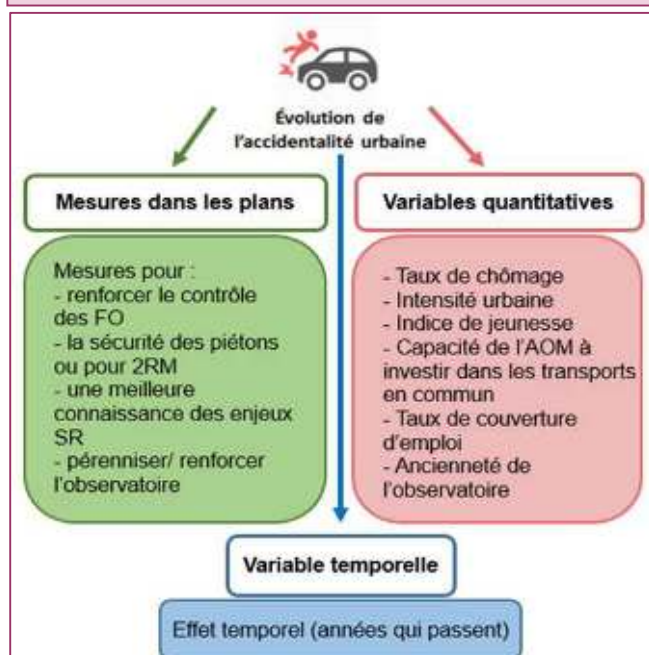 Évolution de
l'accidentalité urbaine
Mesures dans les plans
Mesures pour :
- renforcer le contrôle
des FO
- la sécurité des piétons
ou pour 2RM
- une meilleure
connaissance des enjeux
SR
- pérenniser/ renforcer
l'observatoire
Variables quantitatives
- Taux de chômage
- Intensité urbaine
- Indice de jeunesse
- Capacité de l'AOM à
investir dans les transports
en commun
- Taux de couverture
d'emploi
- Ancienneté de
l'observatoire
Variable temporelle
Effet temporel (années qui passent)